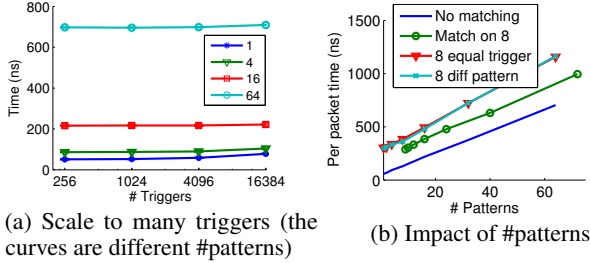 800
600
400
200
0
Time (ns)
256
1024
4096
16384
# Triggers
1
4
16
64
(a) Scale to many triggers (the
curves are different #patterns)
1500
1000
500
0
Per packet time (ns)
20
40
60
# Patterns
No matching
Match on 8
8 equal trigger
8 diff pattern
(b) Impact of #patterns